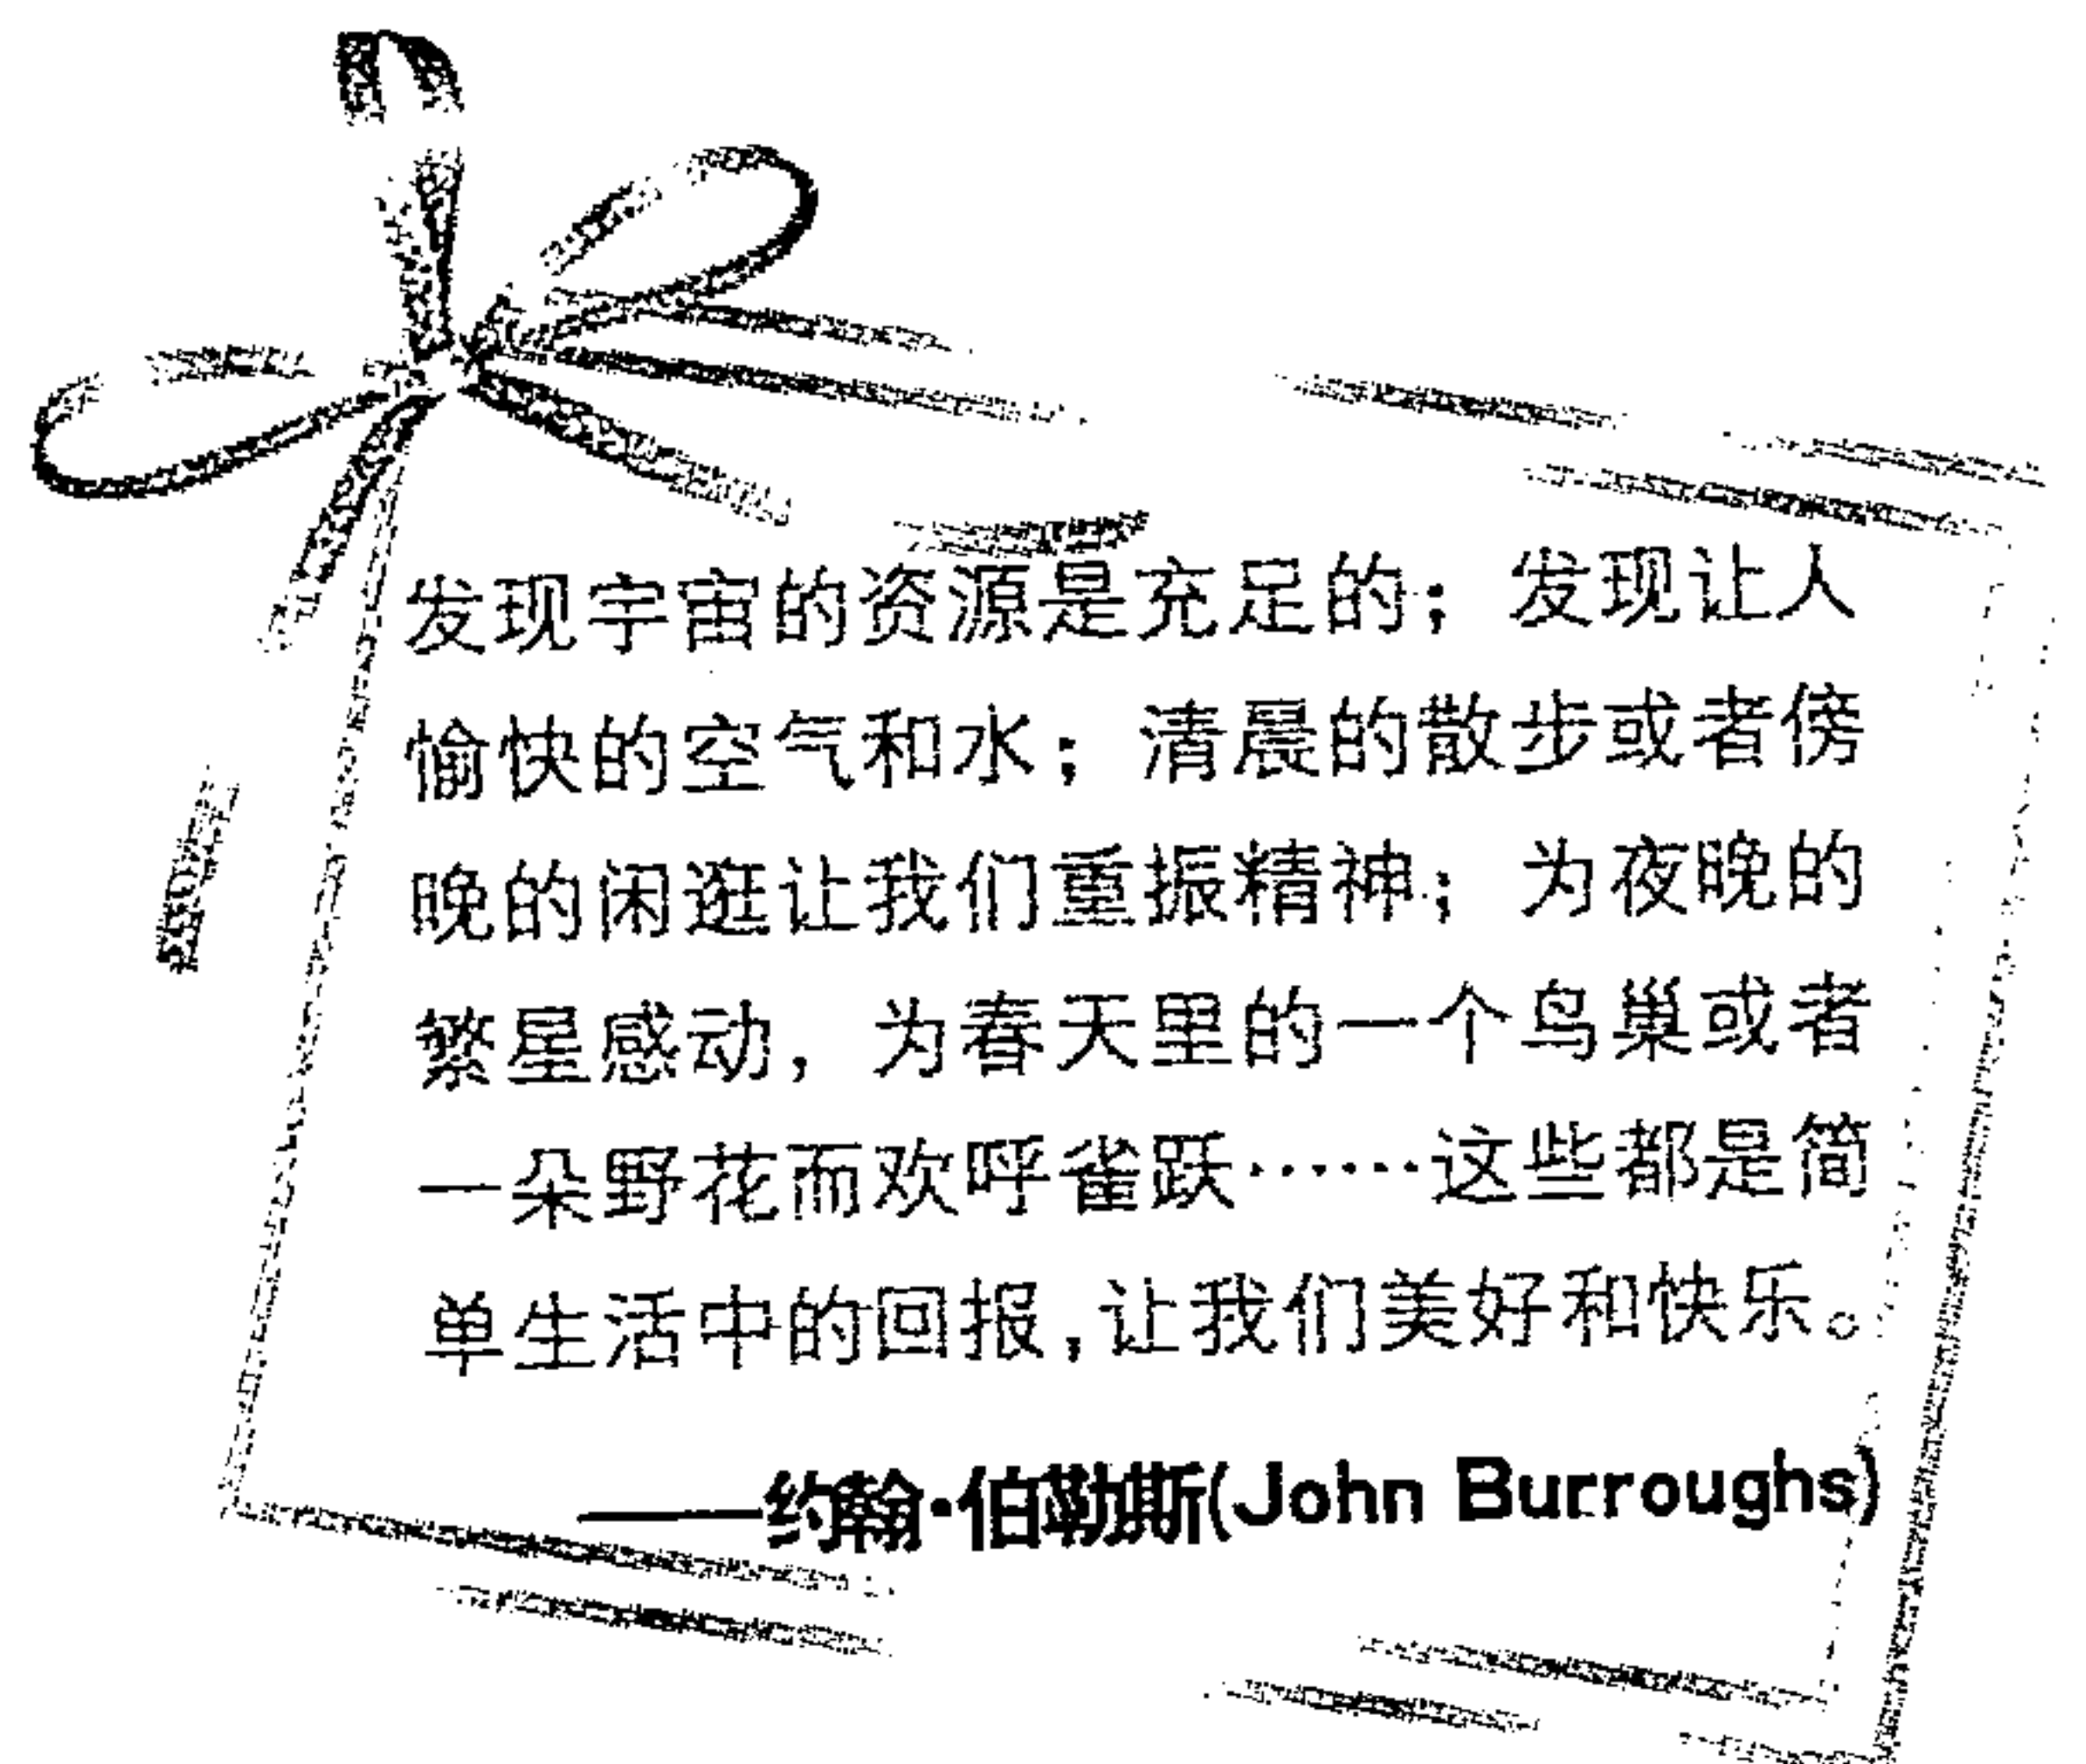 发现宇宙的资源是充足的；发现让人
愉快的空气和水；清晨的散步或者傍
晚的闲逛让我们重振精神；为夜晚的
繁星感动，为春天里的一个鸟巢或者
一朵野花而欢呼雀跃……这些都是简
单生活中的回报，让我们美好和快乐。
——约翰·伯勒斯(John Burroughs)